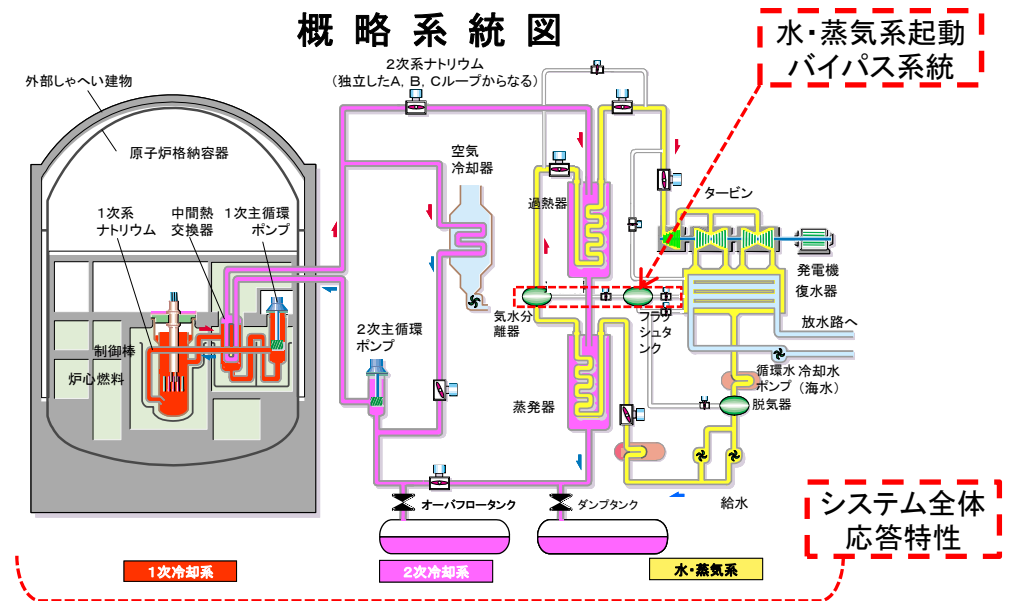 概略系統図
水・蒸気系起動
バイパス系統
2次系ナトリウム
(独立したA, B, Cループからなる)
外部しゃへい建物
原子炉格納容器
空気
冷却器
1次系
ナトリウム
中間熱
交換器
1次主循環
ポンプ
過熱器
タービン
発電機
復水器
気水分
離器
フラッ
シュタ
ンク
放水路へ
2次主循環
ポンプ
制御棒
炉心燃料
循環水
ポンプ
冷却水
(海水)
脱気器
蒸発器
給水
オーバフロータンク
ダンプタンク
システム全体
応答特性
1次冷却系
2次冷却系
水・蒸気系